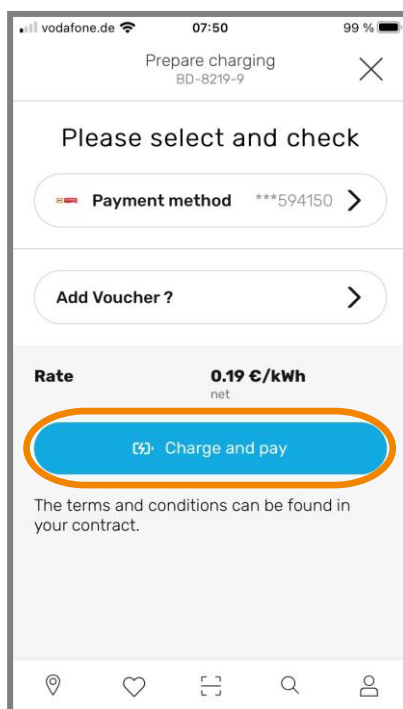 vodafone.de 07:50 99 %
Prepare charging
BD-8219-9
Please select and check
Payment method ***594150
Add Voucher ?
Rate 0.19 €/kWh
net
Charge and pay
The terms and conditions can be found in
your contract.